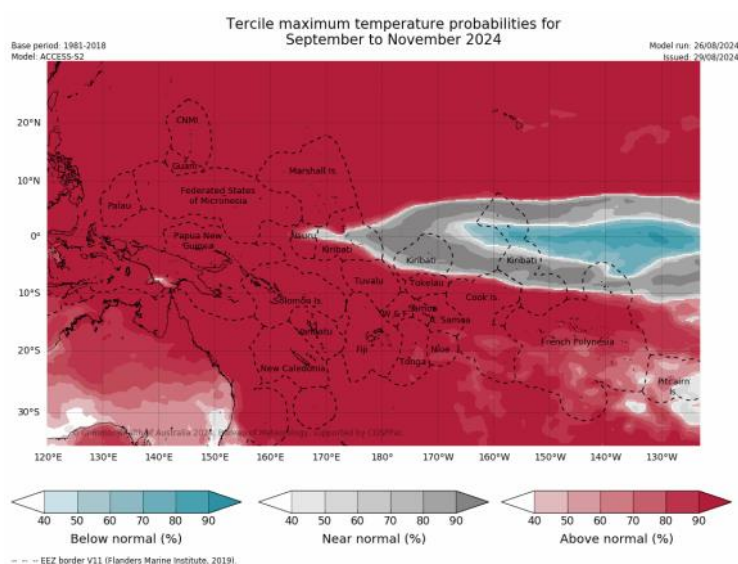 Tercile maximum temperature probabilities for
September to November 2024
Base period: 1981-2018
Model: ACCESS-S2
Model run: 26/08/2024
Issued: 29/08/2024
20°N
10°N
0°
10°S
20°S
30°S
CNMI
Guam
Marshall Is.
Federated States
of Micronesia
Palau
Papua New
Guinea
Nauru
Kiribati
Kiribati
Kiribati
Tuvalu
Tokelau
Solomon Is.
Cook Is.
W & F
Samoa
A. Samoa
Vanuatu
Fiji
Niue
French Polynesia
Tonga
New Caledonia
Pitcairn
Is.
120°E
130°E
140°E
150°E
160°E
170°E
180°
170°W
160°W
150°W
140°W
130°W
40 50 60 70 80 90
Below normal (%)
40 50 60 70 80 90
Near normal (%)
40 50 60 70 80 90
Above normal (%)
EEZ border V11 (Flanders Marine Institute, 2019).